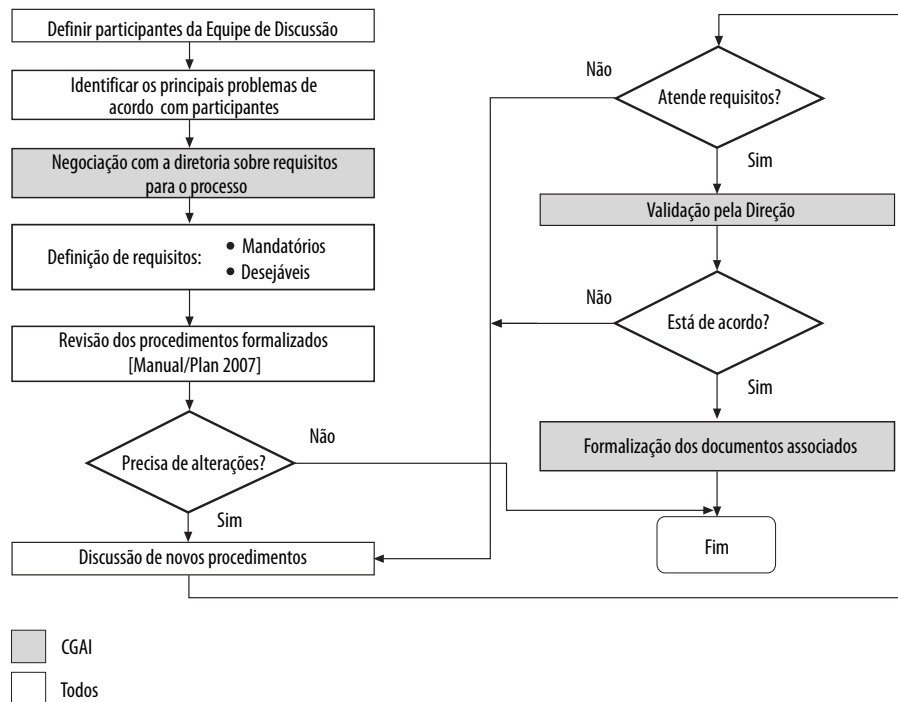 Definir participantes da Equipe de Discussão
Identificar os principais problemas de
acordo com participantes
Negociação com a diretoria sobre requisitos
para o processo
Definição de requisitos:
• Mandatórios
• Desejáveis
Revisão dos procedimentos formalizados
[Manual/Plan 2007]
Precisa de alterações?
Não
Sim
Discussão de novos procedimentos
Atende requisitos?
Não
Sim
Validação pela Direção
Está de acordo?
Não
Sim
Formalização dos documentos associados
Fim
CGAI
Todos